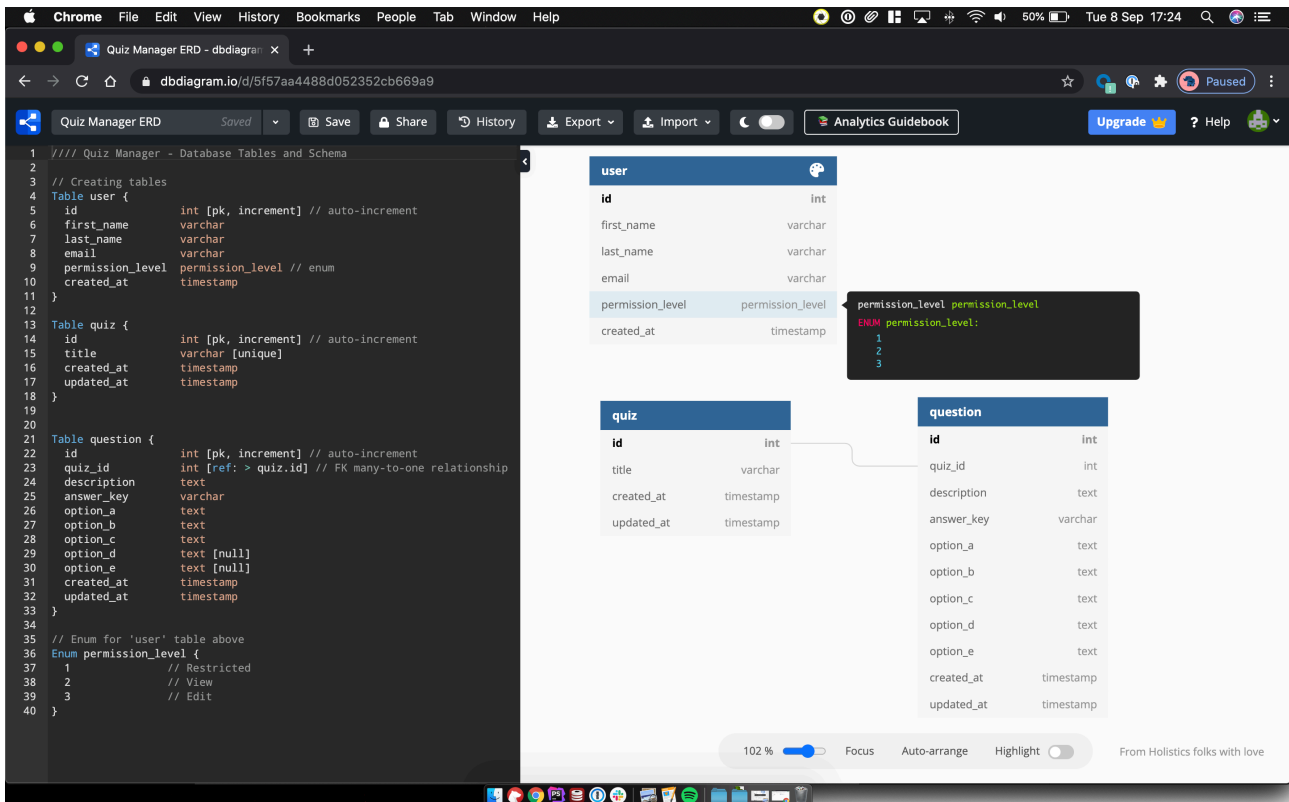 Chrome File Edit View History Bookmarks People Tab Window Help 50% Tue 8 Sep 17:24
Quiz Manager ERD - dbdiagram
dbdiagram.io/d/5f57aa4488d052352cb669a9 Paused
Quiz Manager ERD Saved Save Share History Export Import Analytics Guidebook Upgrade ? Help
1 //// Quiz Manager - Database Tables and Schema
2
3 // Creating tables
4 Table user {
5 id int [pk, increment] // auto-increment
6 first_name varchar
7 last_name varchar
8 email varchar
9 permission_level permission_level // enum
10 created_at timestamp
11 }
12
13 Table quiz {
14 id int [pk, increment] // auto-increment
15 title varchar [unique]
16 created_at timestamp
17 updated_at timestamp
18 }
19
20
21 Table question {
22 id int [pk, increment] // auto-increment
23 quiz_id int [ref: > quiz.id] // FK many-to-one relationship
24 description text
25 answer_key varchar
26 option_a text
27 option_b text
28 option_c text
29 option_d text [null]
30 option_e text [null]
31 created_at timestamp
32 updated_at timestamp
33 }
34
35 // Enum for 'user' table above
36 Enum permission_level {
37 1 // Restricted
38 2 // View
39 3 // Edit
40 }
user
id int
first_name varchar
last_name varchar
email varchar
permission_level permission_level
created_at timestamp
permission_level permission_level
ENUM permission_level:
1
2
3
quiz
id int
title varchar
created_at timestamp
updated_at timestamp
question
id int
quiz_id int
description text
answer_key varchar
option_a text
option_b text
option_c text
option_d text
option_e text
created_at timestamp
updated_at timestamp
102 % Focus Auto-arrange Highlight From Holistics folks with love